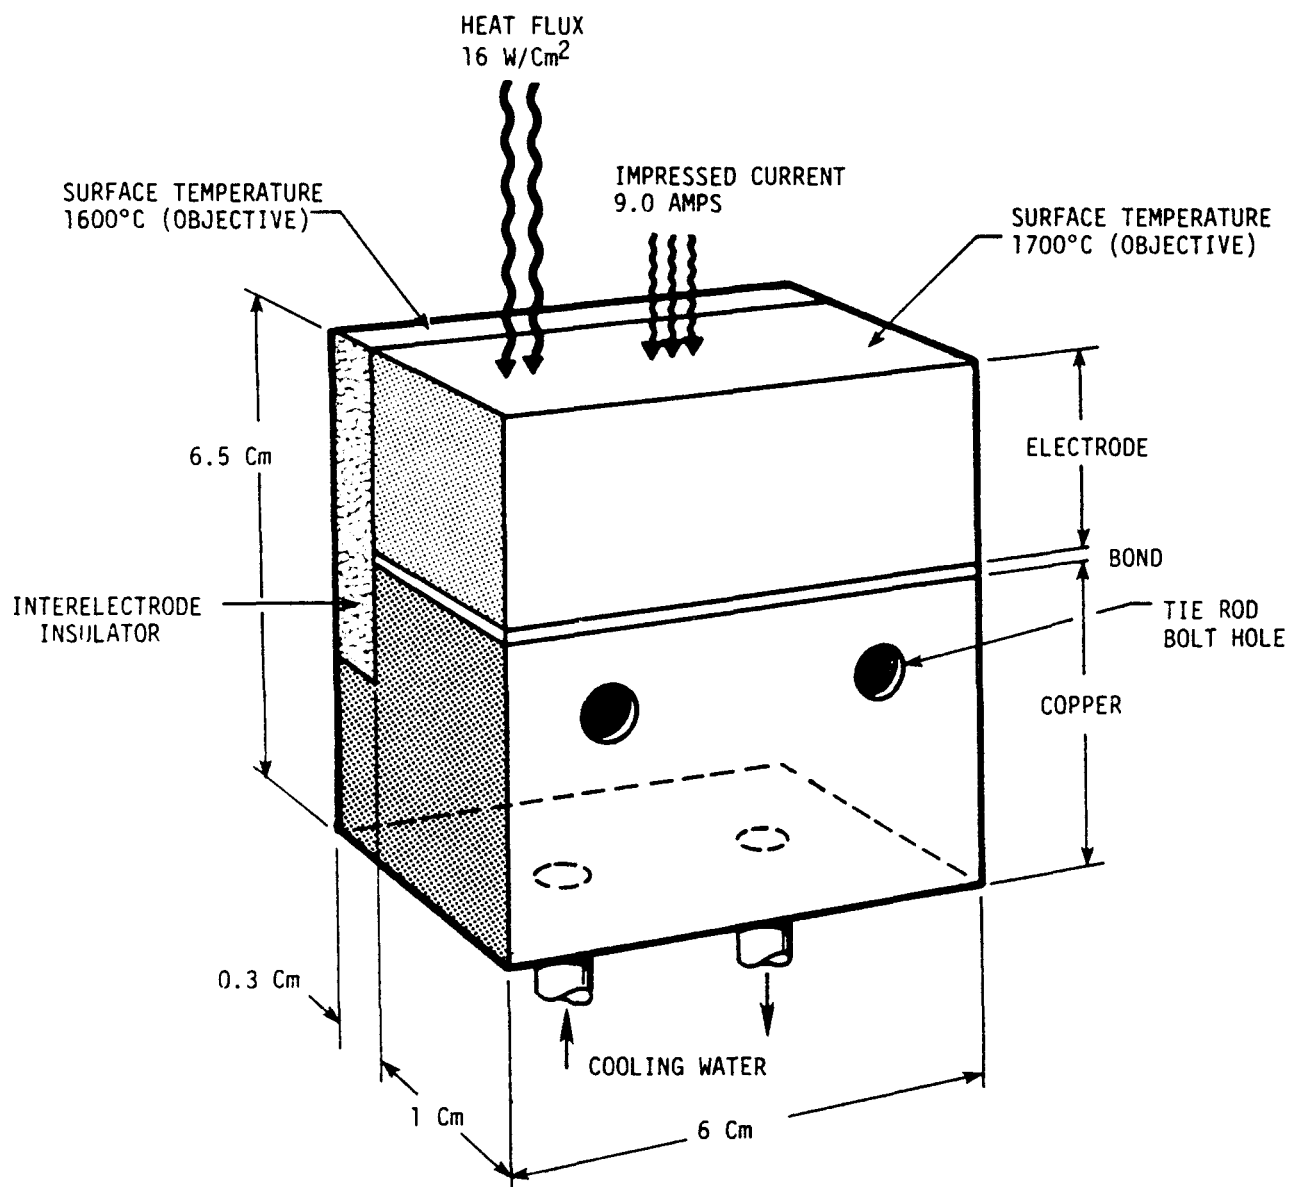 HEAT FLUX
16 W/Cm²
SURFACE TEMPERATURE
1600°C (OBJECTIVE)
IMPRESSED CURRENT
9.0 AMPS
SURFACE TEMPERATURE
1700°C (OBJECTIVE)
6.5 Cm
ELECTRODE
BOND
INTERELECTRODE
INSULATOR
TIE ROD
BOLT HOLE
COPPER
0.3 Cm
COOLING WATER
1 Cm
6 Cm